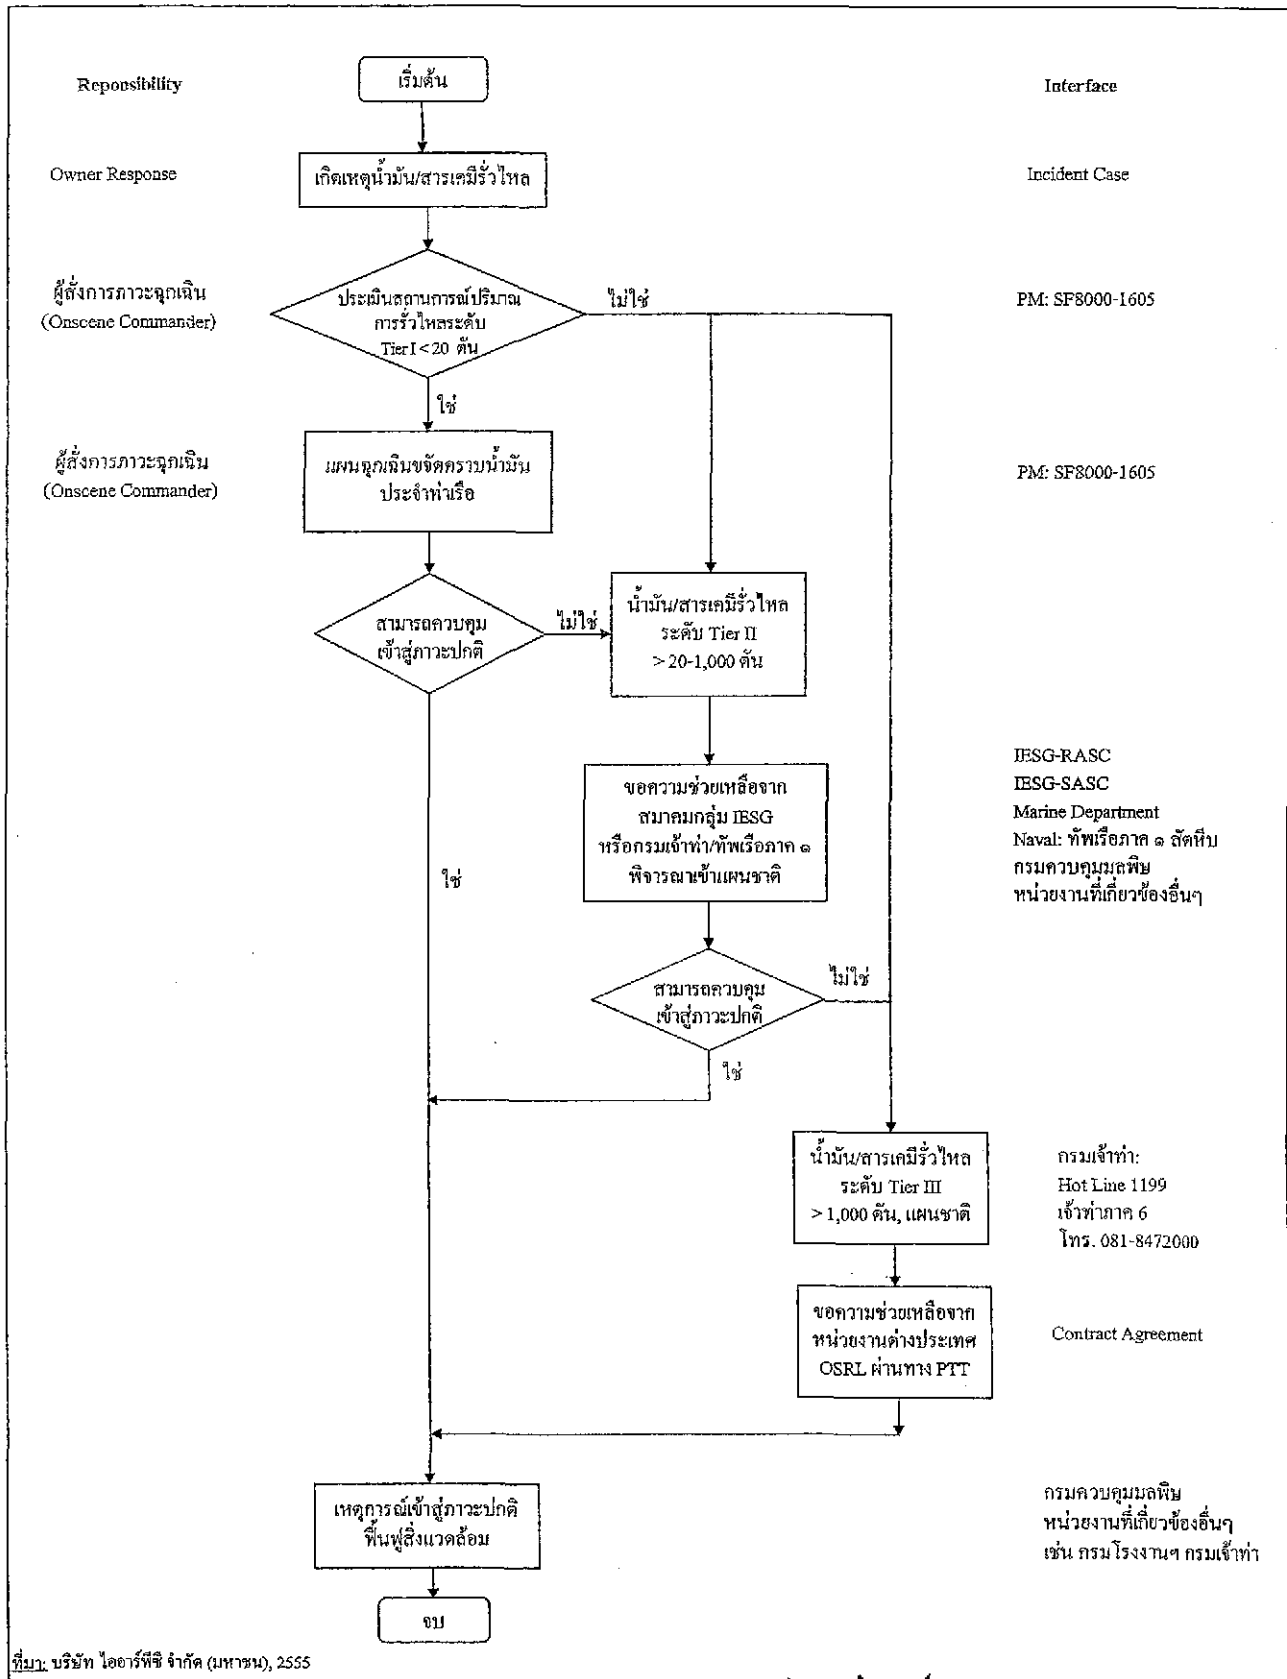 Reponsibility
เริ่มต้น
Interface
Owner Response
เกิดเหตุน้ำมัน/สารเคมีรั่วไหล
Incident Case
ผู้สั่งการภาวะฉุกเฉิน
(Onscene Commander)
ประเมินสถานการณ์ปริมาณ
การรั่วไหลระดับ
Tier I < 20 ตัน
ไม่ใช่
PM: SF8000-1605
ใช่
ผู้สั่งการภาวะฉุกเฉิน
(Onscene Commander)
แผนฉุกเฉินขจัดคราบน้ำมัน
ประจำท่าเรือ
PM: SF8000-1605
สามารถควบคุม
เข้าสู่ภาวะปกติ
ไม่ใช่
น้ำมัน/สารเคมีรั่วไหล
ระดับ Tier II
> 20-1,000 ตัน
ขอความช่วยเหลือจาก
สมาคมกลุ่ม IESG
หรือกรมเจ้าท่า/ทัพเรือภาค ๑
พิจารณาเข้าแผนชาติ
IESG-RASC
IESG-SASC
Marine Department
Naval: ทัพเรือภาค ๑ สัตหีบ
กรมควบคุมมลพิษ
หน่วยงานที่เกี่ยวข้องอื่นๆ
ใช่
สามารถควบคุม
เข้าสู่ภาวะปกติ
ไม่ใช่
ใช่
น้ำมัน/สารเคมีรั่วไหล
ระดับ Tier III
> 1,000 ตัน, แผนชาติ
กรมเจ้าท่า:
Hot Line 1199
เจ้าท่าภาค 6
โทร. 081-8472000
ขอความช่วยเหลือจาก
หน่วยงานต่างประเทศ
OSRL ผ่านทาง PTT
Contract Agreement
เหตุการณ์เข้าสู่ภาวะปกติ
ฟื้นฟูสิ่งแวดล้อม
กรมควบคุมมลพิษ
หน่วยงานที่เกี่ยวข้องอื่นๆ
เช่น กรมโรงงานฯ กรมเจ้าท่า
จบ
ที่มา: บริษัท ไออาร์พีซี จำกัด (มหาชน), 2555